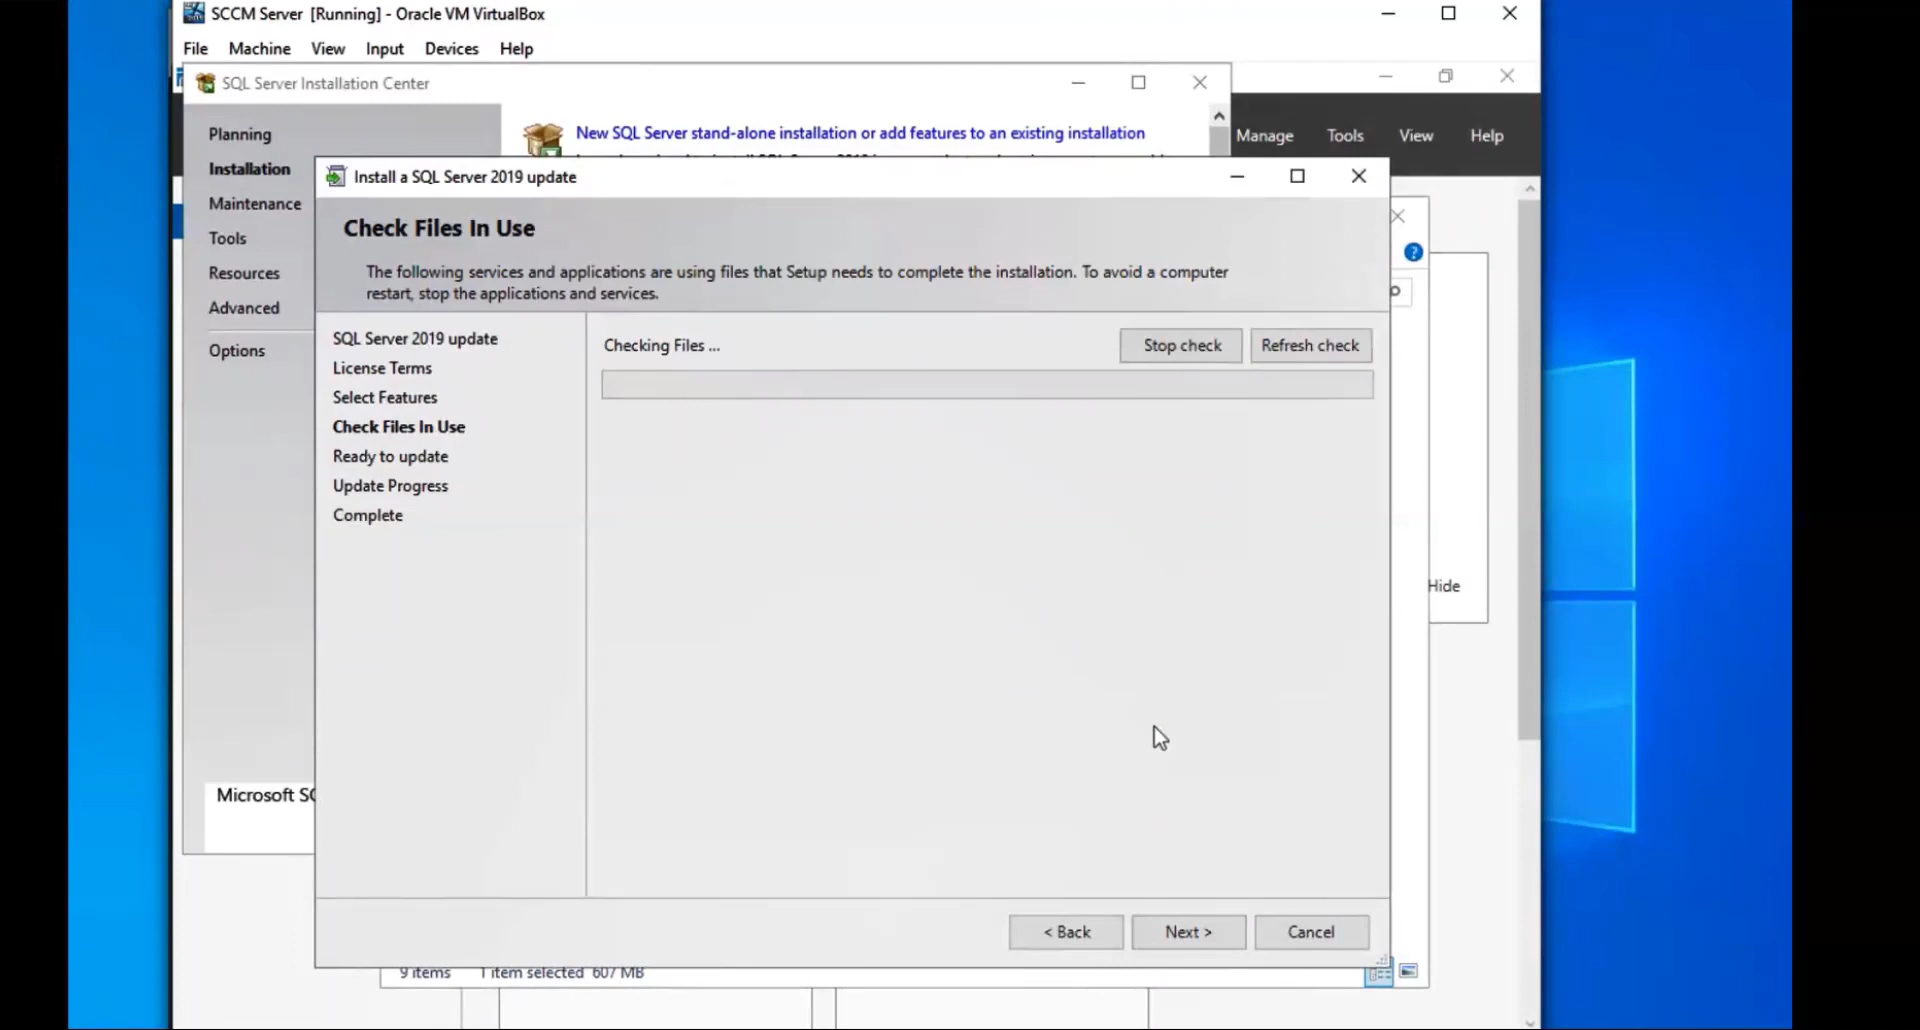 SCCM Server [Running] - Oracle VM VirtualBox
File Machine View Input Devices Help
SQL Server Installation Center
Planning
Installation
Maintenance
Tools
Resources
Advanced
Options
New SQL Server stand-alone installation or add features to an existing installation
Manage Tools View Help
Install a SQL Server 2019 update
Check Files In Use
The following services and applications are using files that Setup needs to complete the installation. To avoid a computer
restart, stop the applications and services.
SQL Server 2019 update
License Terms
Select Features
Check Files In Use
Ready to update
Update Progress
Complete
Checking Files ...
Stop check
Refresh check
Hide
Microsoft
< Back
Next >
Cancel
9 items 1 item selected 607 MB